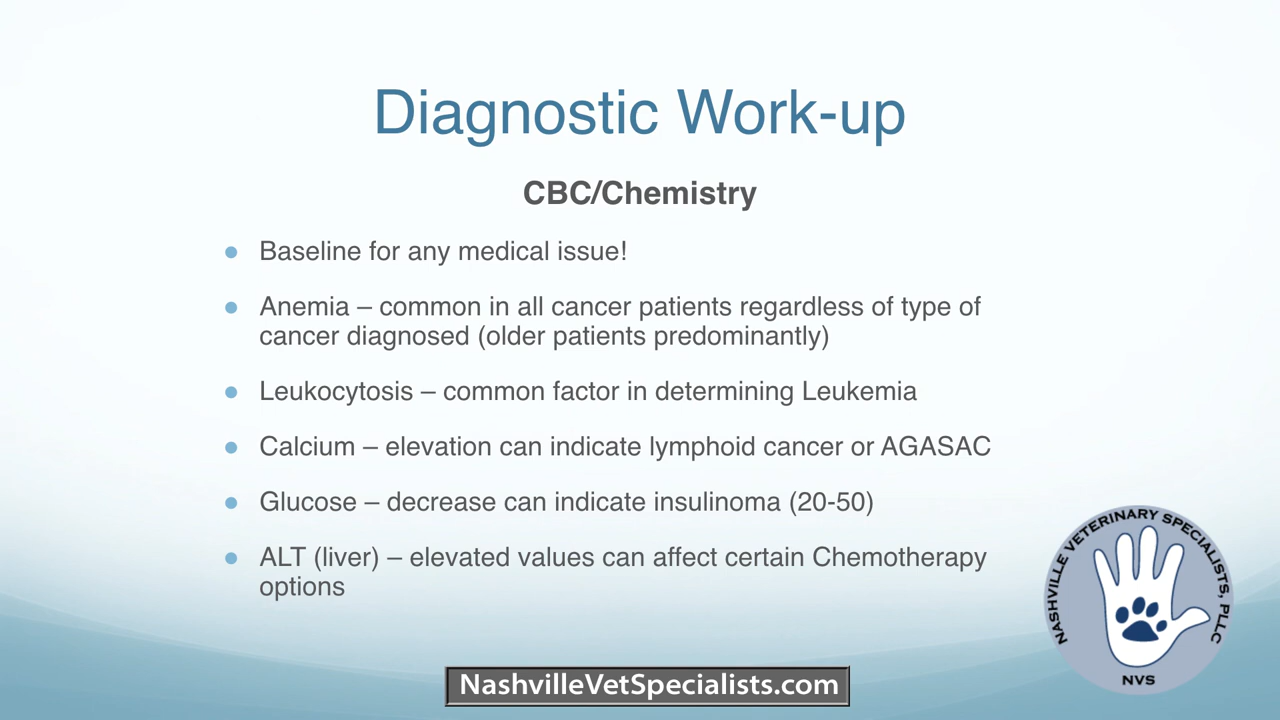 Diagnostic Work-up
CBC/Chemistry
● Baseline for any medical issue!
● Anemia – common in all cancer patients regardless of type of
cancer diagnosed (older patients predominantly)
● Leukocytosis – common factor in determining Leukemia
● Calcium – elevation can indicate lymphoid cancer or AGASAC
● Glucose – decrease can indicate insulinoma (20-50)
● ALT (liver) – elevated values can affect certain Chemotherapy
options
NASHVILLE VETERINARY SPECIALISTS, PLLC
NVS
NashvilleVetSpecialists.com